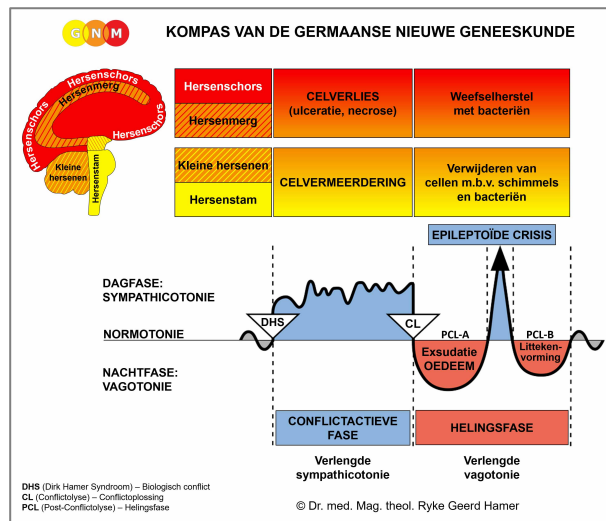 G N M
KOMPAS VAN DE GERMAANSE NIEUWE GENEESKUNDE
Hersenschors
Hersenmerg
Hersenschors
Hersenschors
Kleine
hersenen
Hersenstam
Hersenschors
Hersenmerg
CELVERLIES
(ulceratie, necrose)
Weefselherstel
met bacteriën
Kleine hersenen
Hersenstam
CELVERMEERDERING
Verwijderen van
cellen m.b.v. schimmels
en bacteriën
EPILEPTOÏDE CRISIS
DAGFASE:
SYMPATHICOTONIE
DHS
CL
NORMOTONIE
PCL-A
PCL-B
Exsudatie
OEDEEM
Litteken-
vorming
NACHTFASE:
VAGOTONIE
CONFLICTACTIEVE
FASE
HELINGSFASE
Verlengde
sympathicotonie
Verlengde
vagotonie
DHS (Dirk Hamer Syndroom) – Biologisch conflict
CL (Conflictolyse) – Conflictoplossing
PCL (Post-Conflictolyse) – Helingsfase
© Dr. med. Mag. theol. Ryke Geerd Hamer